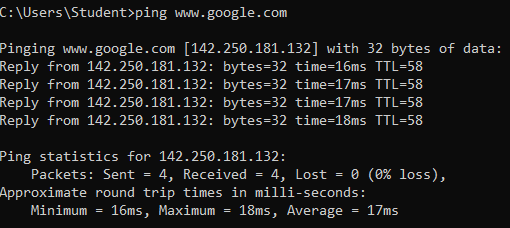 C:\Users\Student>ping www.google.com
Pinging www.google.com [142.250.181.132] with 32 bytes of data:
Reply from 142.250.181.132: bytes=32 time=16ms TTL=58
Reply from 142.250.181.132: bytes=32 time=17ms TTL=58
Reply from 142.250.181.132: bytes=32 time=17ms TTL=58
Reply from 142.250.181.132: bytes=32 time=18ms TTL=58
Ping statistics for 142.250.181.132:
Packets: Sent = 4, Received = 4, Lost = 0 (0% loss),
Approximate round trip times in milli-seconds:
Minimum = 16ms, Maximum = 18ms, Average = 17ms